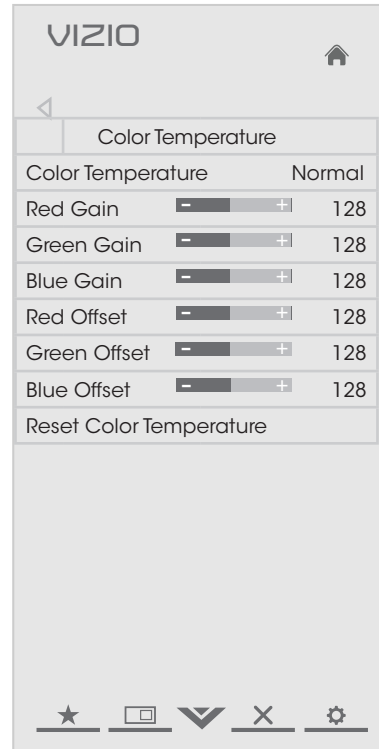 VIZIO
Color Temperature
Color Temperature Normal
Red Gain - + 128
Green Gain - + 128
Blue Gain - + 128
Red Offset - + 128
Green Offset - + 128
Blue Offset - + 128
Reset Color Temperature